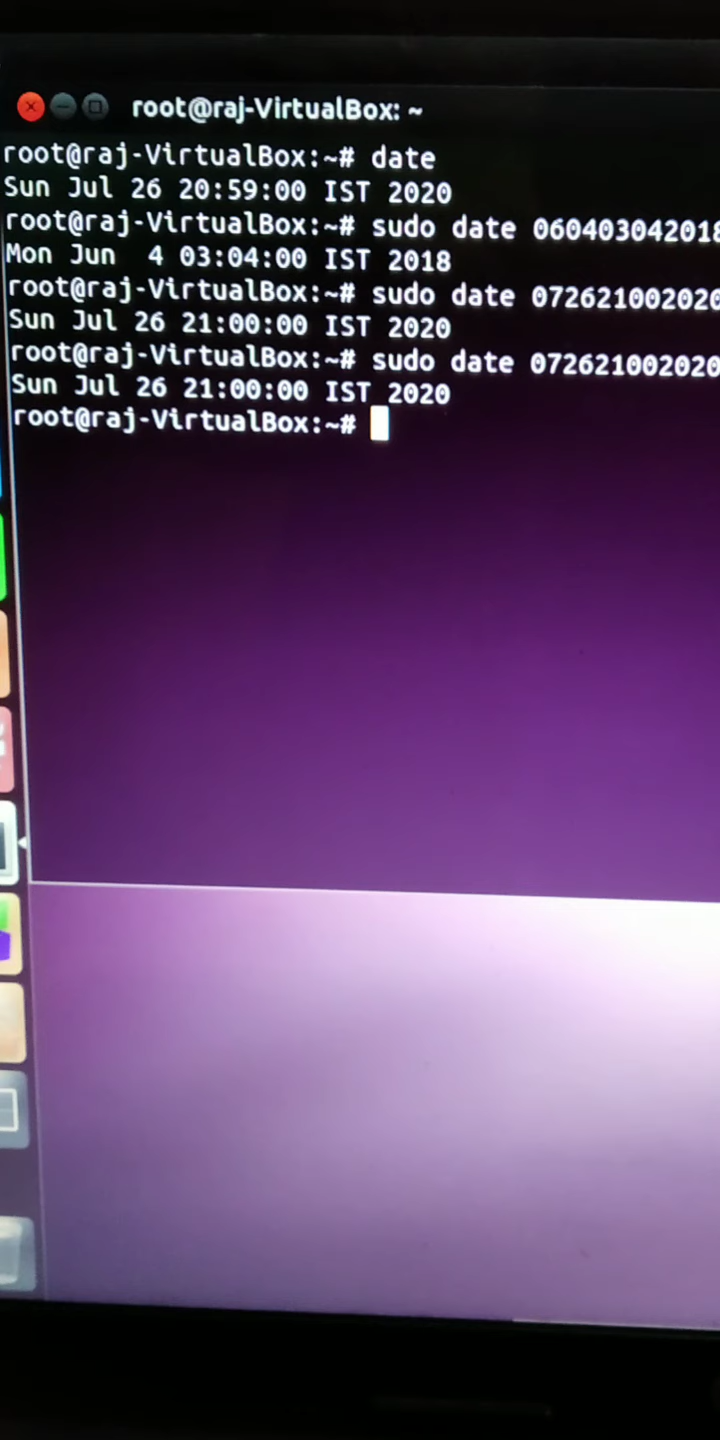 root@raj-VirtualBox: ~
root@raj-VirtualBox:~# date
Sun Jul 26 20:59:00 IST 2020
root@raj-VirtualBox:~# sudo date 060403042018
Mon Jun  4 03:04:00 IST 2018
root@raj-VirtualBox:~# sudo date 072621002020
Sun Jul 26 21:00:00 IST 2020
root@raj-VirtualBox:~# sudo date 072621002020
Sun Jul 26 21:00:00 IST 2020
root@raj-VirtualBox:~#